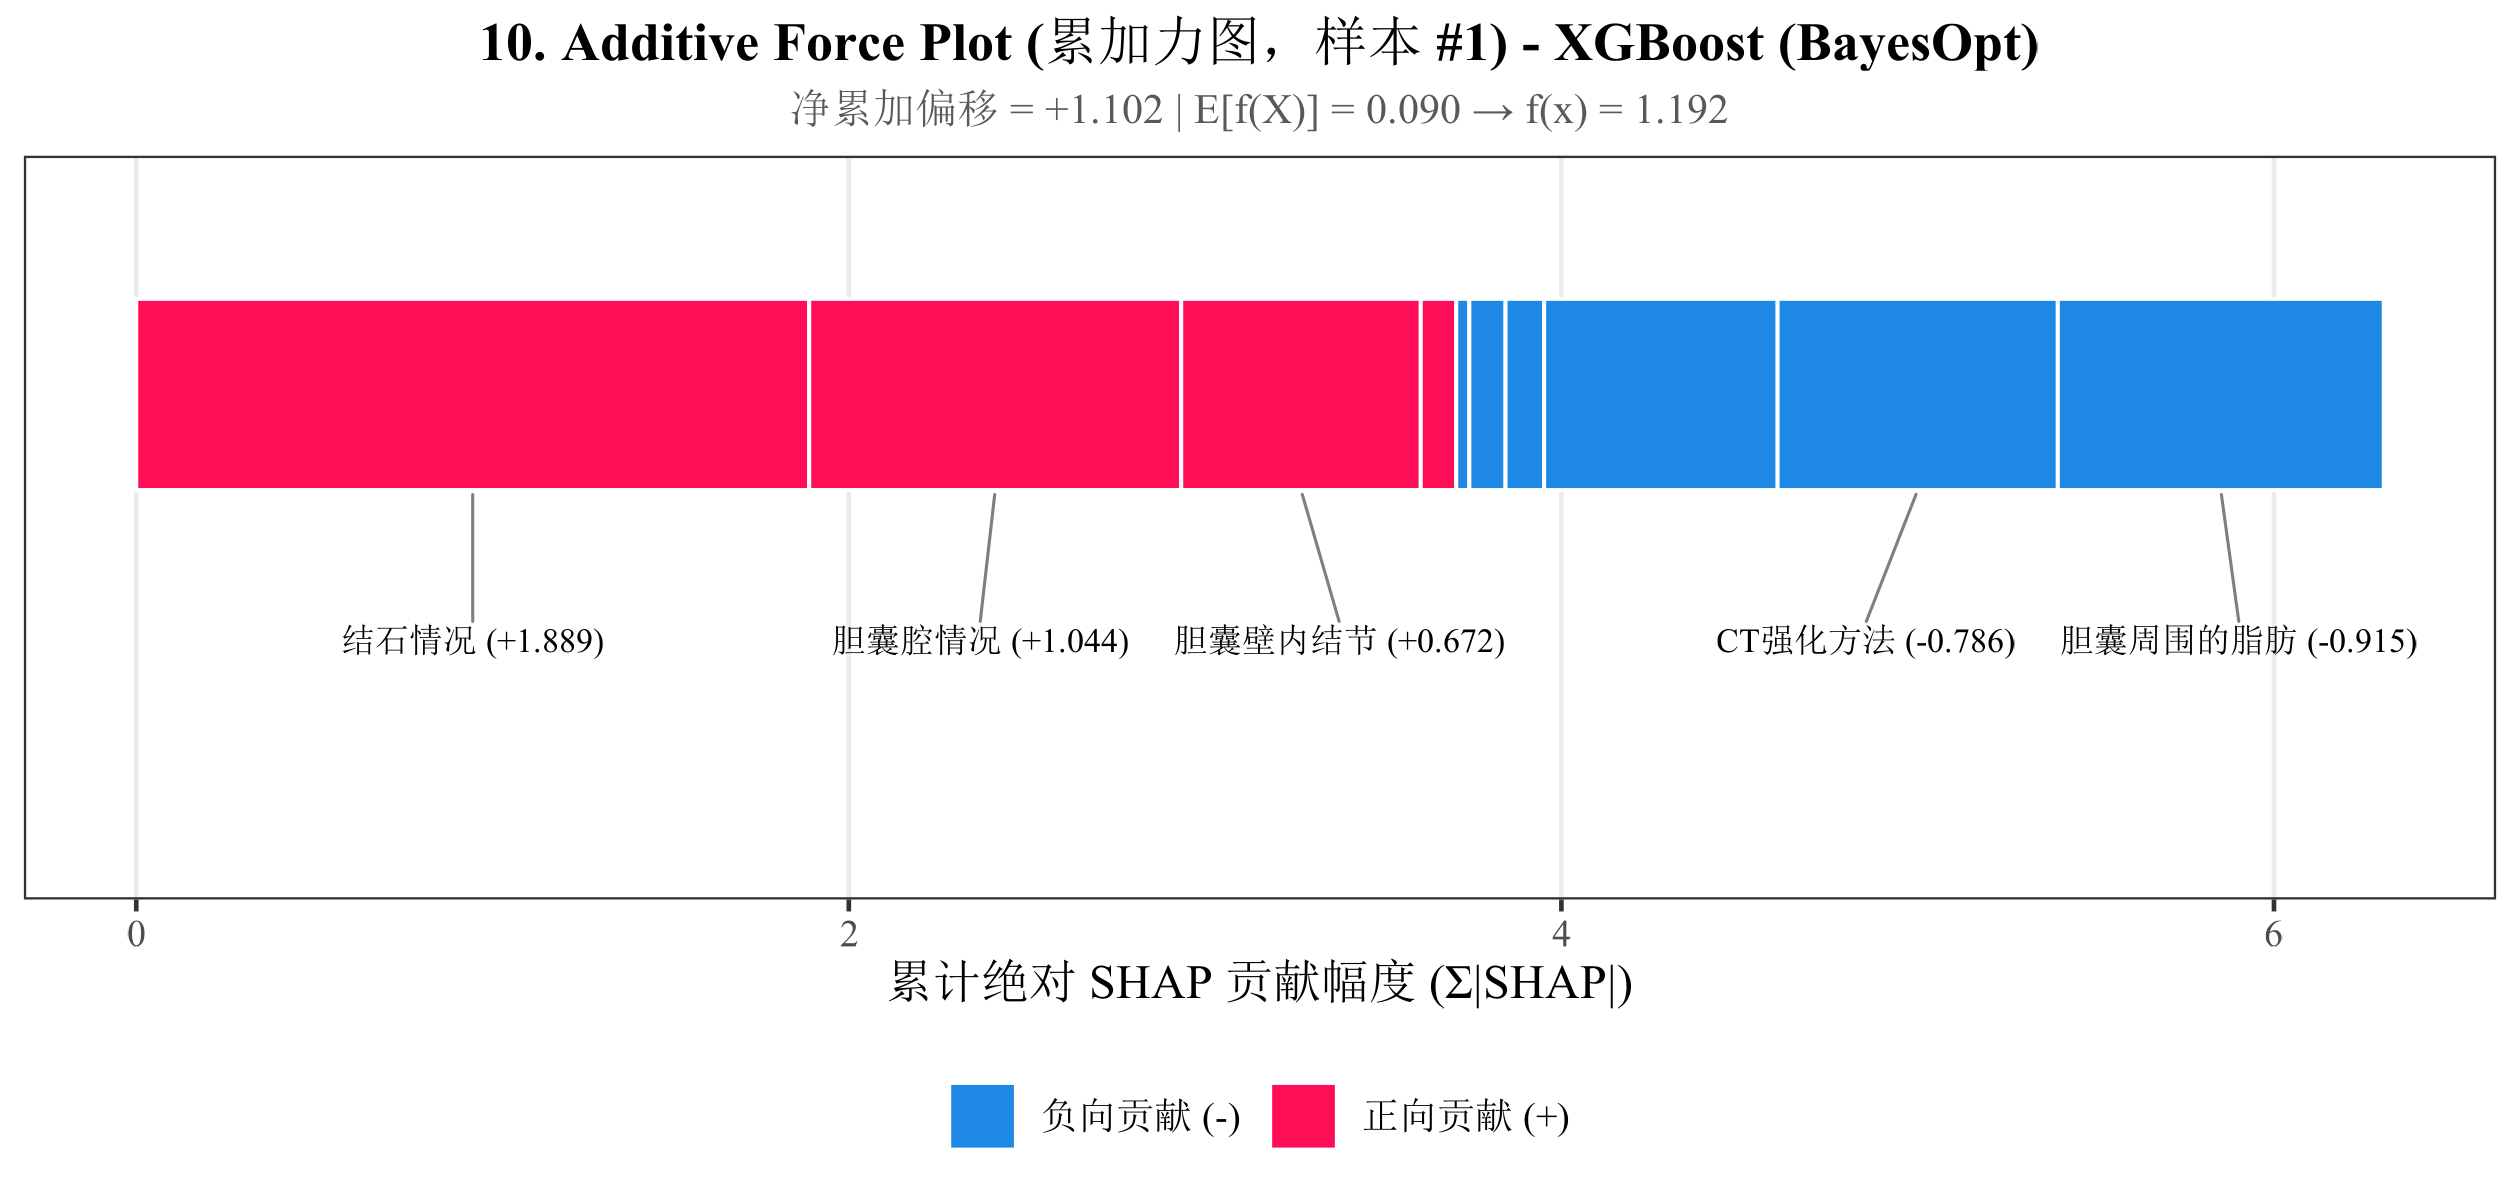 10. Additive Force Plot (累加力图，样本 #1) - XGBoost (BayesOpt)
净累加偏移 = +1.102 | E[f(X)] = 0.090 → f(x) = 1.192
结石情况 (+1.889)
胆囊腔情况 (+1.044)
胆囊壁内结节 (+0.672)
CT强化方法 (-0.786)
胆囊周围的脂肪 (-0.915)
0 2 4 6
累计绝对 SHAP 贡献幅度 (Σ|SHAP|)
负向贡献 (-) 正向贡献 (+)